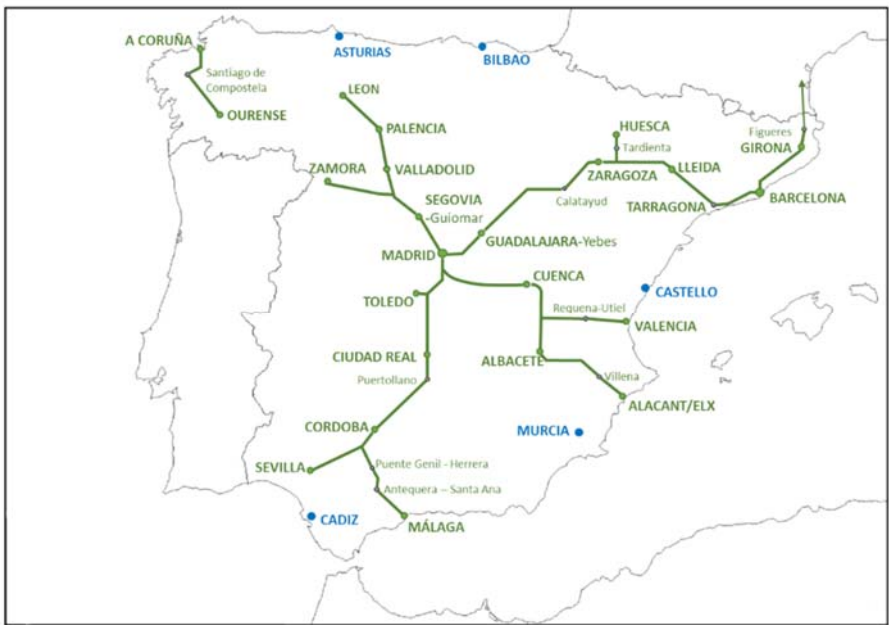 A CORUÑA
ASTURIAS
BILBAO
Santiago de
Compostela
LEON
OURENSE
PALENCIA
HUESCA
Tardienta
Figueres
GIRONA
ZAMORA
VALLADOLID
ZARAGOZA
LLEIDA
SEGOVIA
-Guiomar
Calatayud
TARRAGONA
BARCELONA
GUADALAJARA-Yebes
MADRID
CUENCA
TOLEDO
CASTELLO
Requena-Utiel
VALENCIA
CIUDAD REAL
ALBACETE
Puertollano
Villena
ALACANT/ELX
CORDOBA
MURCIA
SEVILLA
Puente Genil - Herrera
Antequera – Santa Ana
CADIZ
MÁLAGA